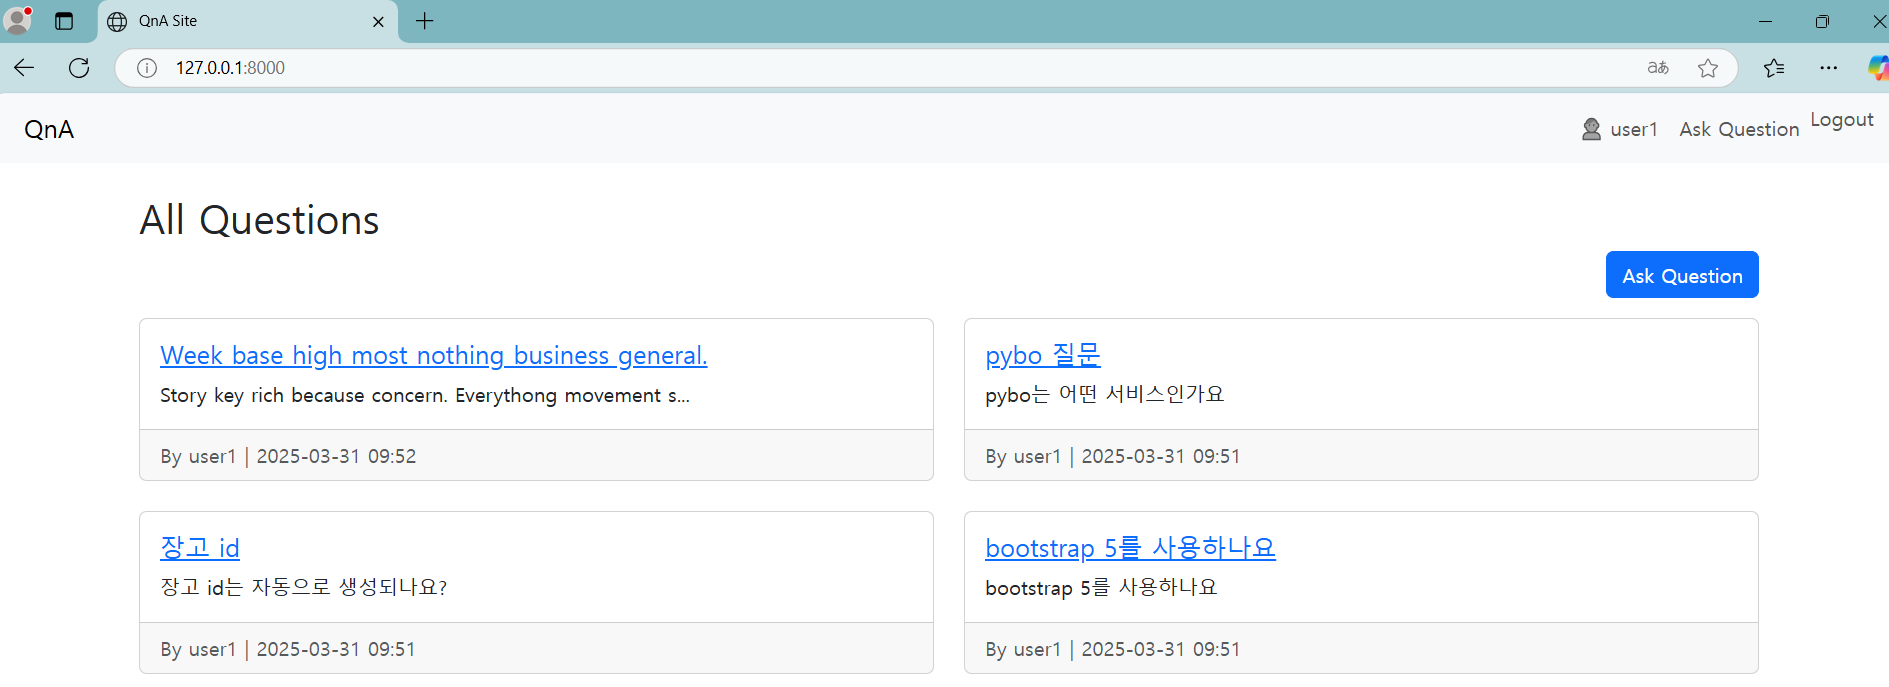 QnA Site
127.0.0.1:8000
aあ
QnA
user1 Ask Question Logout
All Questions
Ask Question
Week base high most nothing business general.
Story key rich because concern. Everythong movement s...
By user1 | 2025-03-31 09:52
pybo 질문
pybo는 어떤 서비스인가요
By user1 | 2025-03-31 09:51
장고 id
장고 id는 자동으로 생성되나요?
By user1 | 2025-03-31 09:51
bootstrap 5를 사용하나요
bootstrap 5를 사용하나요
By user1 | 2025-03-31 09:51